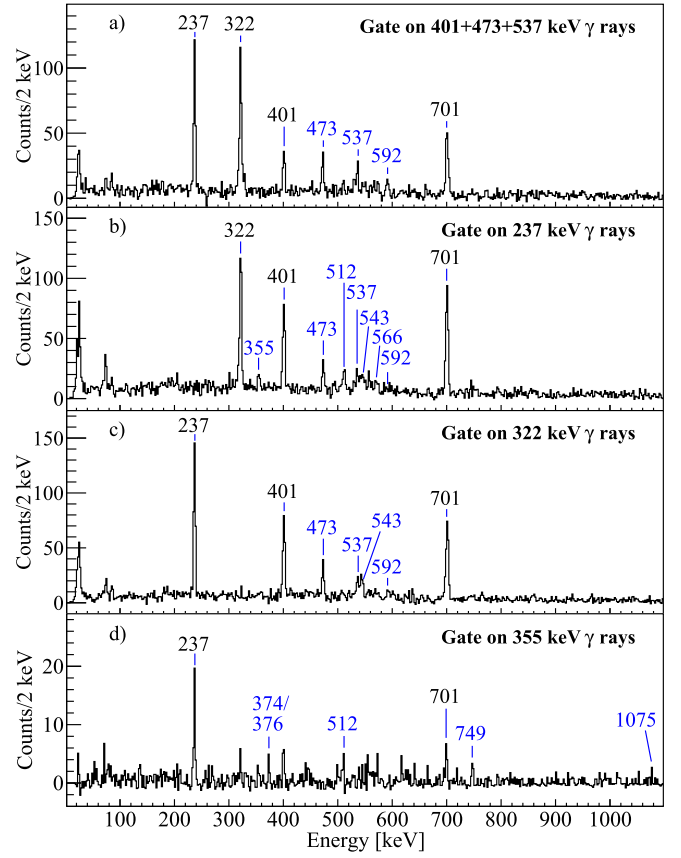 a) Gate on 401+473+537 keV γ rays
237 322 401 473 537 592 701
Counts/2 keV
100
50
0
b) Gate on 237 keV γ rays
322 355 401 473 512 537 543 566 592 701
Counts/2 keV
150
100
50
0
c) Gate on 322 keV γ rays
237 401 473 537 543 592 701
Counts/2 keV
150
100
50
0
d) Gate on 355 keV γ rays
237 374/
376 512 701 749 1075
Counts/2 keV
20
10
0
100 200 300 400 500 600 700 800 900 1000
Energy [keV]